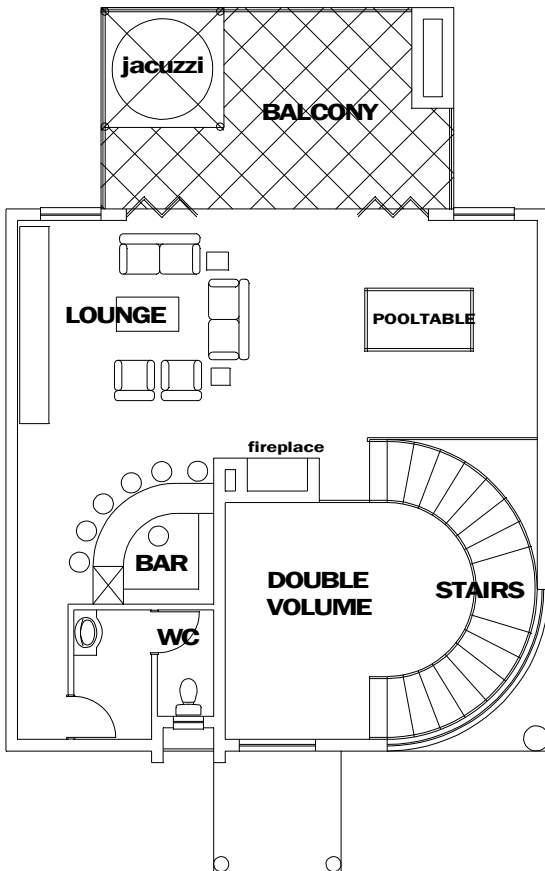 jacuzzi
BALCONY
LOUNGE
POOLTABLE
fireplace
BAR
DOUBLE
VOLUME
STAIRS
WC